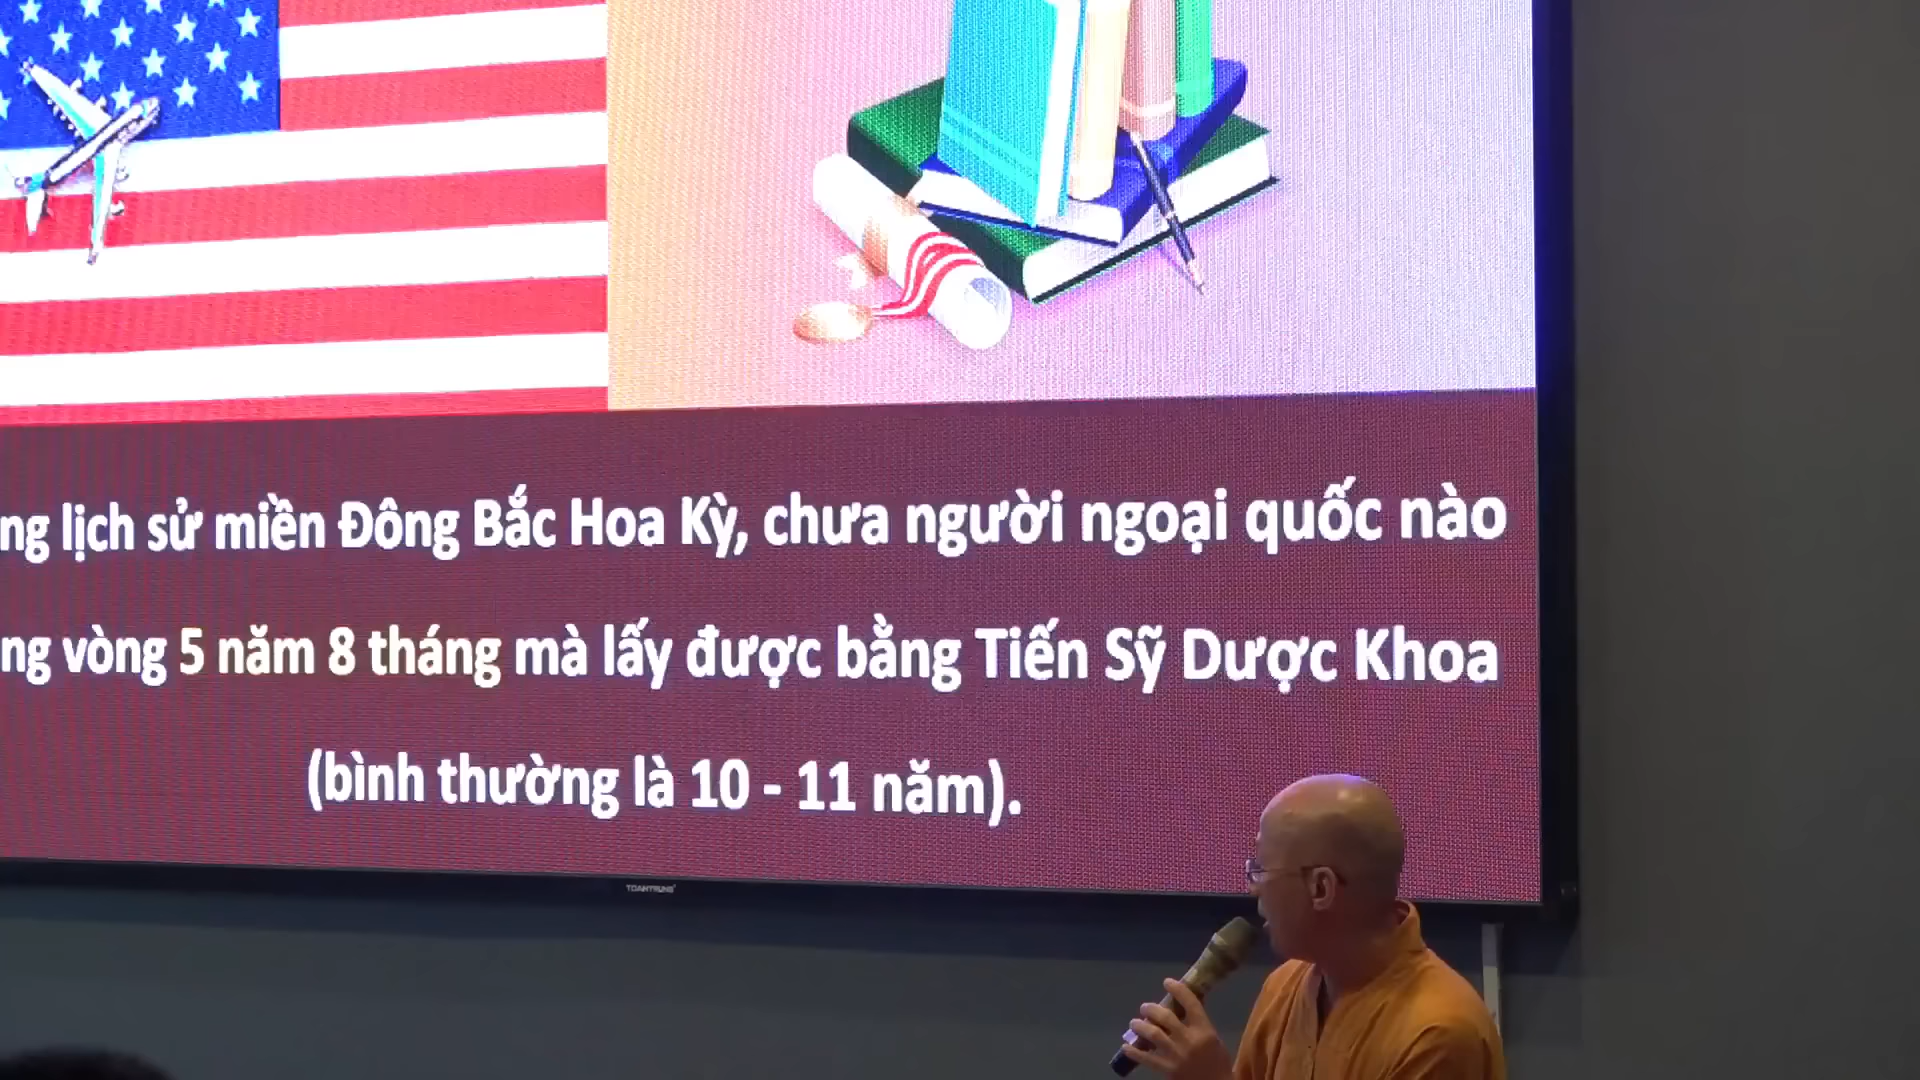 ng lịch sử miền Đông Bắc Hoa Kỳ, chưa người ngoại quốc nào
ng vòng 5 năm 8 tháng mà lấy được bằng Tiến Sỹ Dược Khoa
(bình thường là 10 - 11 năm).
TOANTRUNG